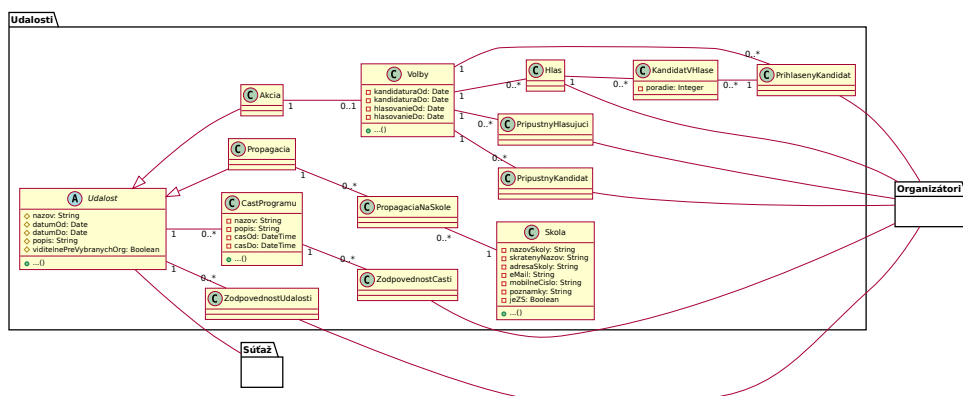 Udalosti
C Akcia
1
0..1
C Volby
kandidaturaOd: Date
kandidaturaDo: Date
hlasovanieOd: Date
hlasovanieDo: Date
...()
1
0..*
1
0..*
1
0..*
1
0..*
C Hlas
1
0..*
C KandidatVHlase
poradie: Integer
0..*
1
C PrihlasenyKandidat
C PripustnyHlasujuci
C PripustnyKandidat
C Propagacia
1
0..*
C PropagaciaNaSkole
0..*
1
A Udalost
nazov: String
datumOd: Date
datumDo: Date
popis: String
viditelnePreVybranychOrg: Boolean
...()
1
0..*
1
0..*
C CastProgramu
nazov: String
popis: String
casOd: DateTime
casDo: DateTime
...()
1
0..*
C Skola
nazovSkoly: String
skratenyNazov: String
adresaSkoly: String
eMail: String
mobilneCislo: String
poznamky: String
jeZS: Boolean
...()
C ZodpovednostCasti
C ZodpovednostUdalosti
Organizátori
Súťaž